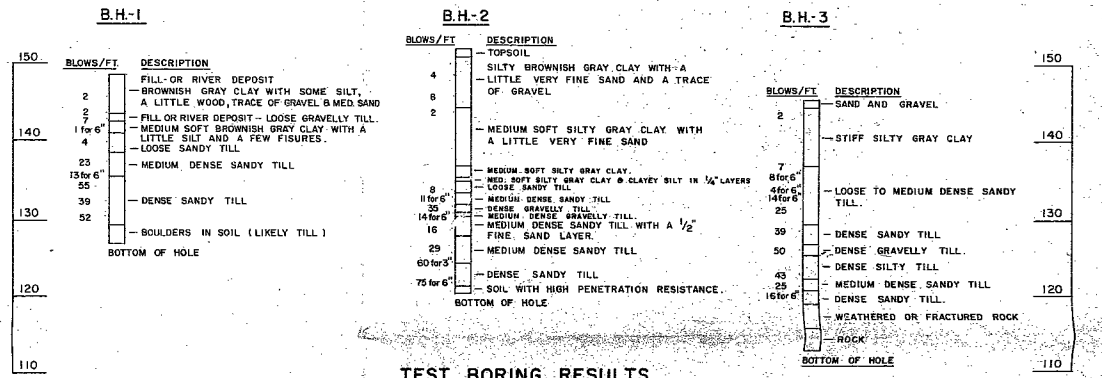 B.H.-1
BLOWS/FT. DESCRIPTION
FILL-OR RIVER DEPOSIT
BROWNISH GRAY CLAY WITH SOME SILT,
2
A LITTLE WOOD, TRACE OF GRAVEL & MED. SAND
2
FILL OR RIVER DEPOSIT - LOOSE GRAVELLY TILL.
7
1 for 6"
MEDIUM SOFT BROWNISH GRAY CLAY WITH A
LITTLE SILT AND A FEW FISURES.
4
LOOSE SANDY TILL
23
MEDIUM DENSE SANDY TILL
13 for 6"
55
39
DENSE SANDY TILL
52
BOULDERS IN SOIL (LIKELY TILL)
BOTTOM OF HOLE
150
140
130
120
110
B.H.-2
BLOWS/FT DESCRIPTION
TOPSOIL
SILTY BROWNISH GRAY CLAY WITH A
4
LITTLE VERY FINE SAND AND A TRACE
OF GRAVEL
2
MEDIUM SOFT SILTY GRAY CLAY WITH
A LITTLE VERY FINE SAND
MEDIUM SOFT SILTY GRAY CLAY.
MED. SOFT SILTY GRAY CLAY & CLAYEY SILT IN 1/4" LAYERS
8
LOOSE SANDY TILL
11 for 6"
MEDIUM DENSE SANDY TILL
35
DENSE GRAVELLY TILL
14 for 6"
MEDIUM DENSE GRAVELLY TILL.
16
MEDIUM DENSE SANDY TILL WITH A 1/2"
FINE SAND LAYER.
29
MEDIUM DENSE SANDY TILL
60 for 3"
DENSE SANDY TILL
75 for 6"
SOIL WITH HIGH PENETRATION RESISTANCE.
BOTTOM OF HOLE
B.H.-3
BLOWS/FT. DESCRIPTION
SAND AND GRAVEL
2
STIFF SILTY GRAY CLAY
7
8 for 6"
4 for 6"
LOOSE TO MEDIUM DENSE SANDY
14 for 6"
TILL.
25
39
DENSE SANDY TILL
50
DENSE GRAVELLY TILL.
DENSE SILTY TILL
43
25
MEDIUM DENSE SANDY TILL
16 for 6"
DENSE SANDY TILL.
WEATHERED OR FRACTURED ROCK
ROCK
BOTTOM OF HOLE
150
140
130
120
110
TEST BORING RESULTS